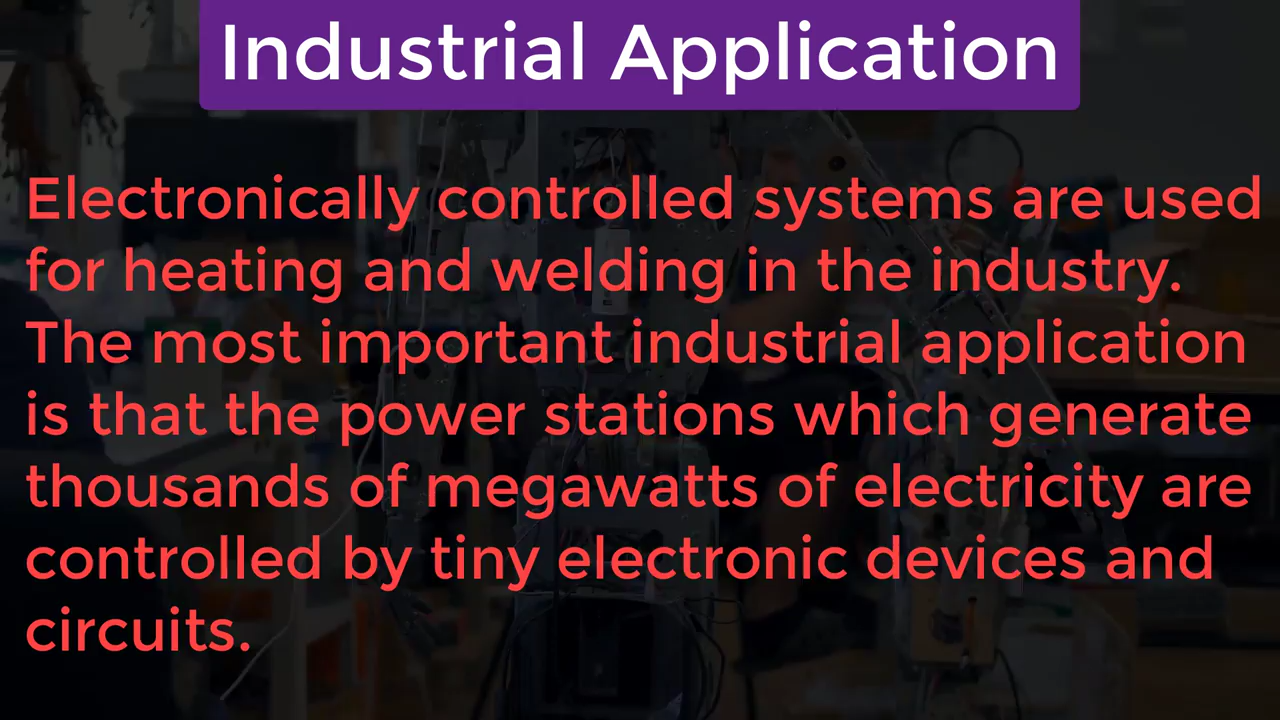 Industrial Application
Electronically controlled systems are used
for heating and welding in the industry.
The most important industrial application
is that the power stations which generate
thousands of megawatts of electricity are
controlled by tiny electronic devices and
circuits.